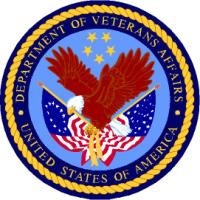 DEPARTMENT OF VETERANS AFFAIRS
UNITED STATES OF AMERICA